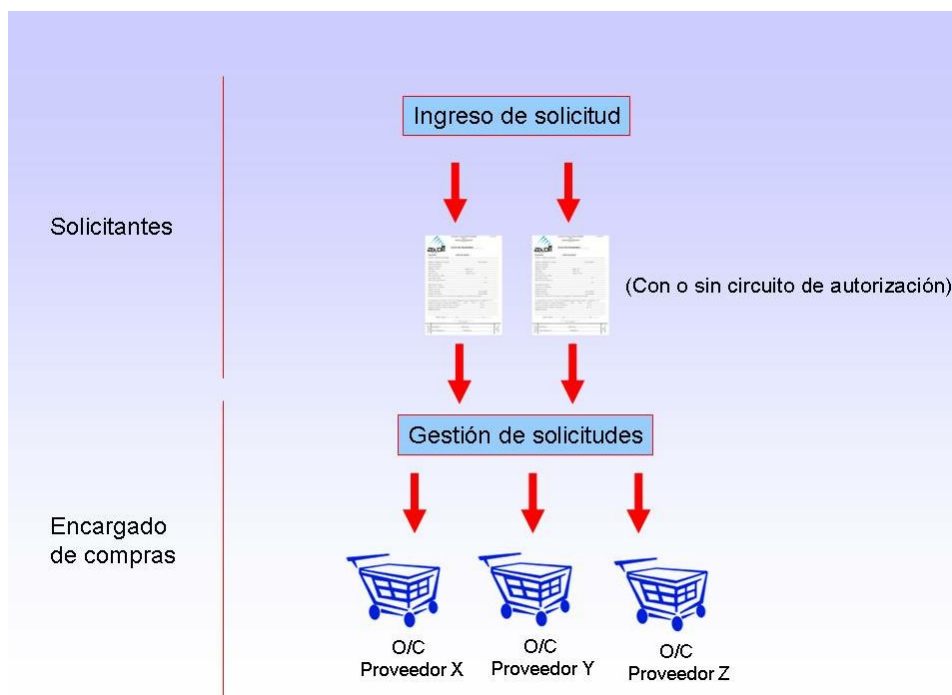 Ingreso de solicitud
Solicitantes
(Con o sin circuito de autorización)
Gestión de solicitudes
Encargado
de compras
O/C
Proveedor X
O/C
Proveedor Y
O/C
Proveedor Z